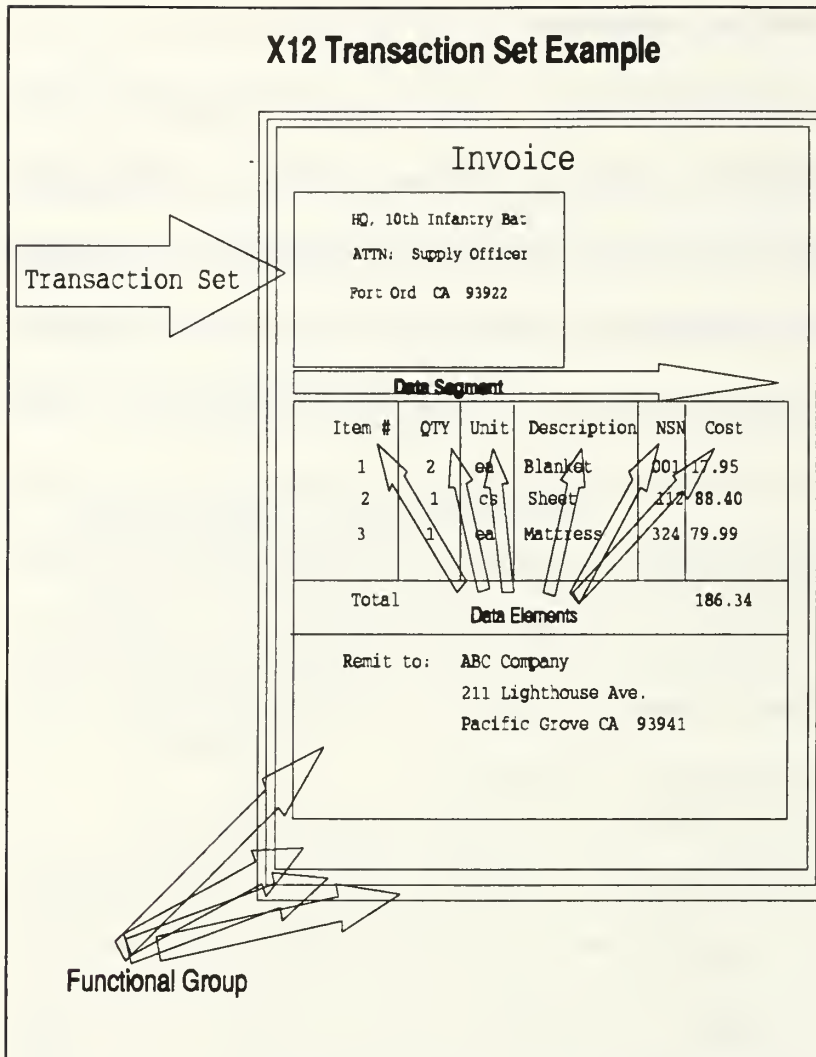 X12 Transaction Set Example
Invoice
HQ, 10th Infantry Bat
ATTN: Supply Officer
Fort Ord CA 93922
Transaction Set
Data Segment
Item # QTY Unit Description NSN Cost
1 2 ea Blanket 001 17.95
2 1 cs Sheet 112 88.40
3 1 ea Mattress 324 79.99
Total 186.34
Data Elements
Remit to: ABC Company
211 Lighthouse Ave.
Pacific Grove CA 93941
Functional Group